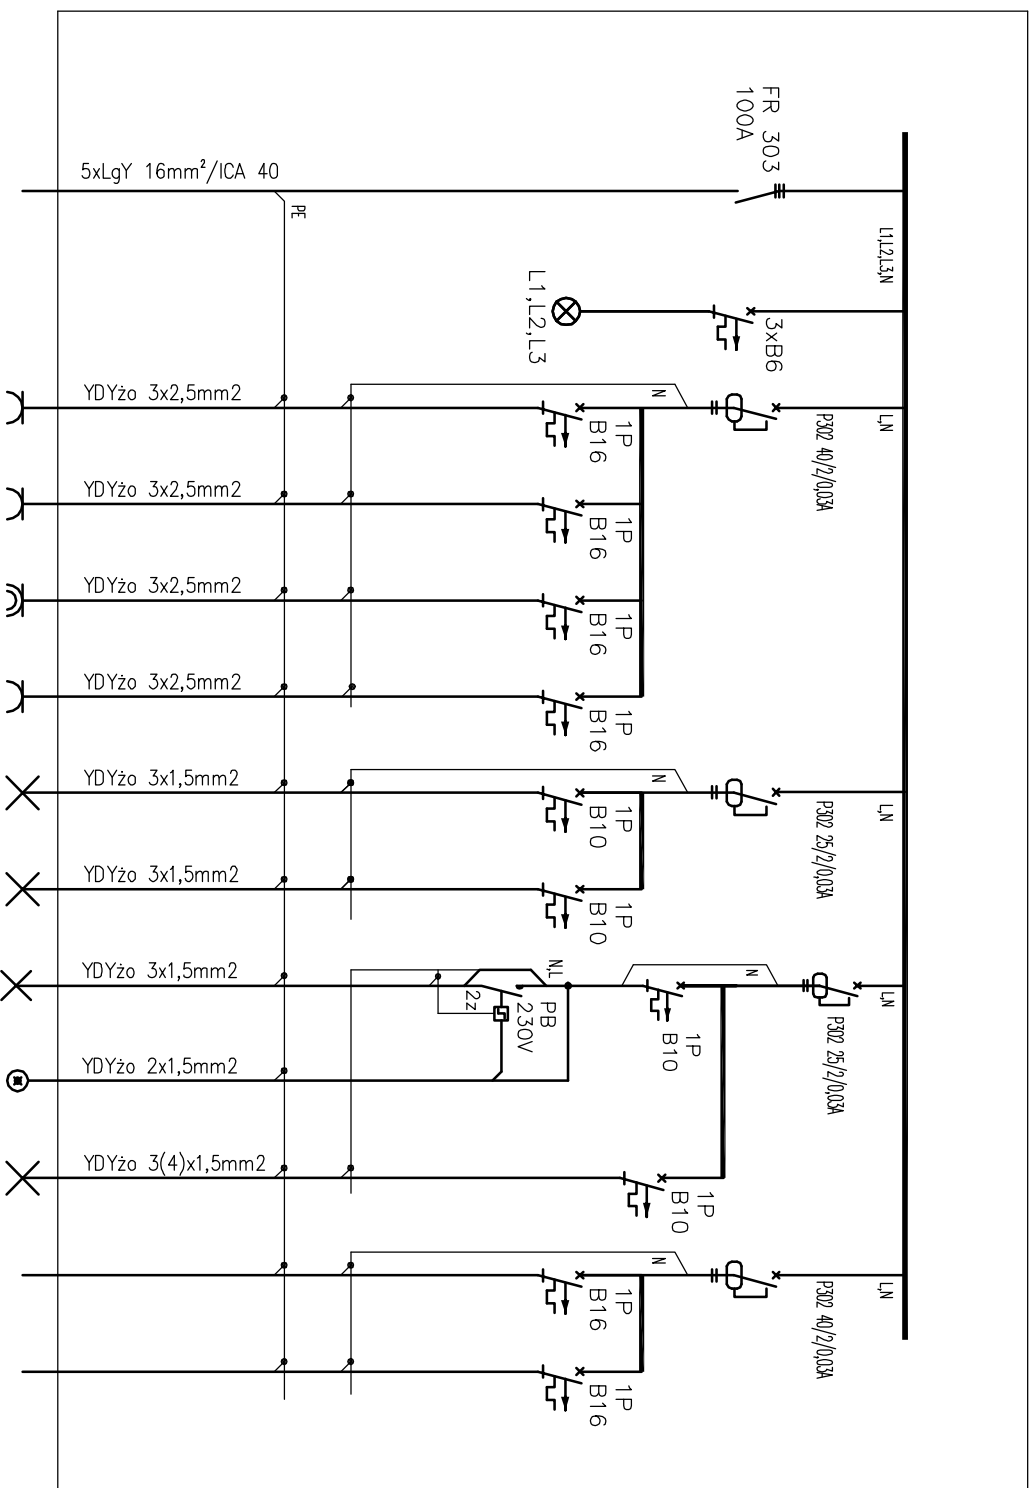 FR 303
100A
5xLgY 16mm²/ICA 40
PE
L1,L2,L3,N
3xB6
L1,L2,L3
YDYżo 3x2,5mm2
N
L,N
P302 40/2/0,03A
1P
B16
YDYżo 3x2,5mm2
1P
B16
YDYżo 3x2,5mm2
1P
B16
YDYżo 3x2,5mm2
1P
B16
YDYżo 3x1,5mm2
N
L,N
P302 25/2/0,03A
1P
B10
YDYżo 3x1,5mm2
1P
B10
YDYżo 3x1,5mm2
N,L
N
L,N
P302 25/2/0,03A
1P
B10
PB
230V
2z
YDYżo 2x1,5mm2
YDYżo 3(4)x1,5mm2
1P
B10
N
L,N
P302 40/2/0,03A
1P
B16
1P
B16